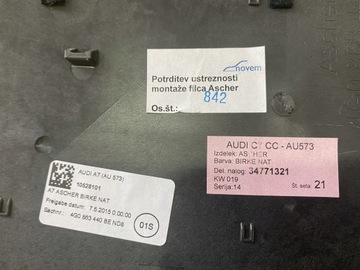 novem
Potrditev ustreznosti
montaže filca Ascher
Os.št.:
842
AUDI C7 CC - AU573
Izdelek: ASCHER
Barva: BIRKE NAT
Del. nalog: 34771321
KW 019
Serija:14
Št. seta: 21
AUDI A7 (AU 573)
10528101
A7 ASCHER BIRKE NAT
Freigabe datum: 7.5.2015 0:00:00
Sachnr.: 4G0 863 440 BE ND8
01S